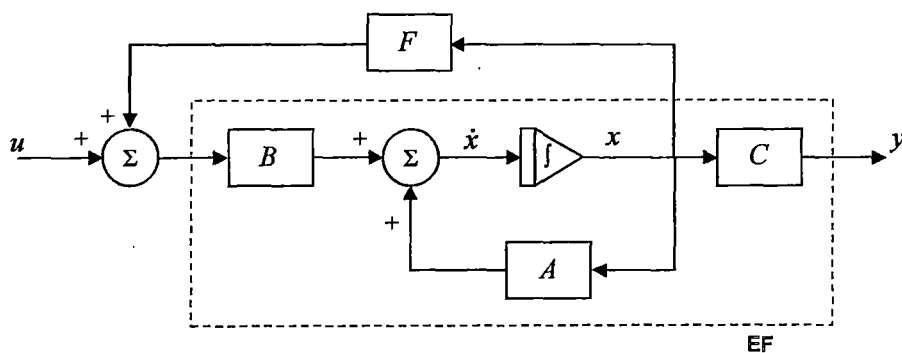 F
+
u
+
Σ
B
+
Σ
ẋ
∫
x
C
y
+
A
EF